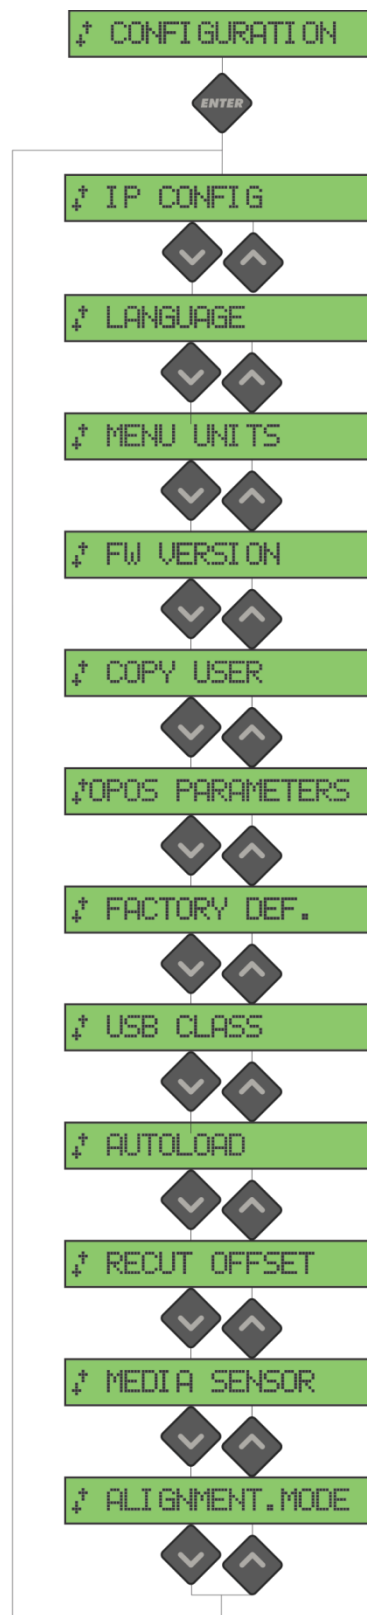 CONFIGURATION
ENTER
IP CONFIG
LANGUAGE
MENU UNITS
FW VERSION
COPY USER
OPOS PARAMETERS
FACTORY DEF.
USB CLASS
AUTOLOAD
RECUT OFFSET
MEDIA SENSOR
ALIGNMENT.MODE